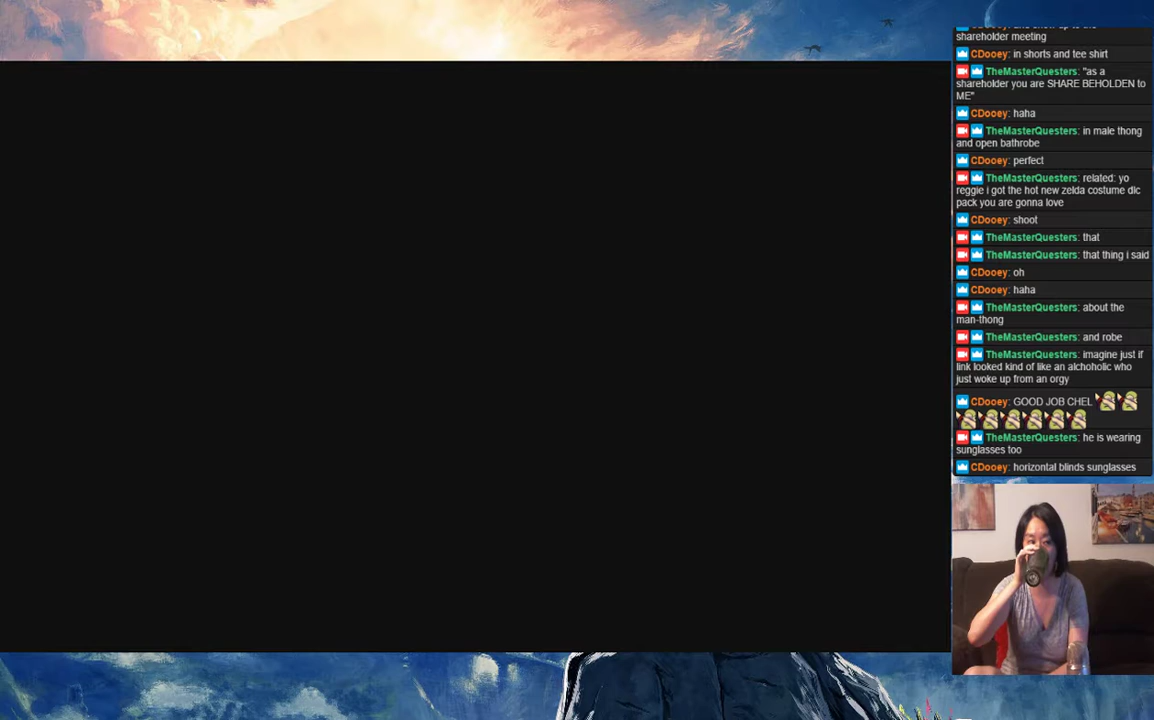 shareholder meeting
CDooey: in shorts and tee shirt
TheMasterQuesters: "as a
shareholder you are SHARE BEHOLDEN to
ME"
CDooey: haha
TheMasterQuesters: in male thong
and open bathrobe
CDooey: perfect
TheMasterQuesters: related: yo
reggie i got the hot new zelda costume dlc
pack you are gonna love
CDooey: shoot
TheMasterQuesters: that
TheMasterQuesters: that thing i said
CDooey: oh
CDooey: haha
TheMasterQuesters: about the
man-thong
TheMasterQuesters: and robe
TheMasterQuesters: imagine just if
link looked kind of like an alchoholic who
just woke up from an orgy
CDooey: GOOD JOB CHEL
TheMasterQuesters: he is wearing
sunglasses too
CDooey: horizontal blinds sunglasses